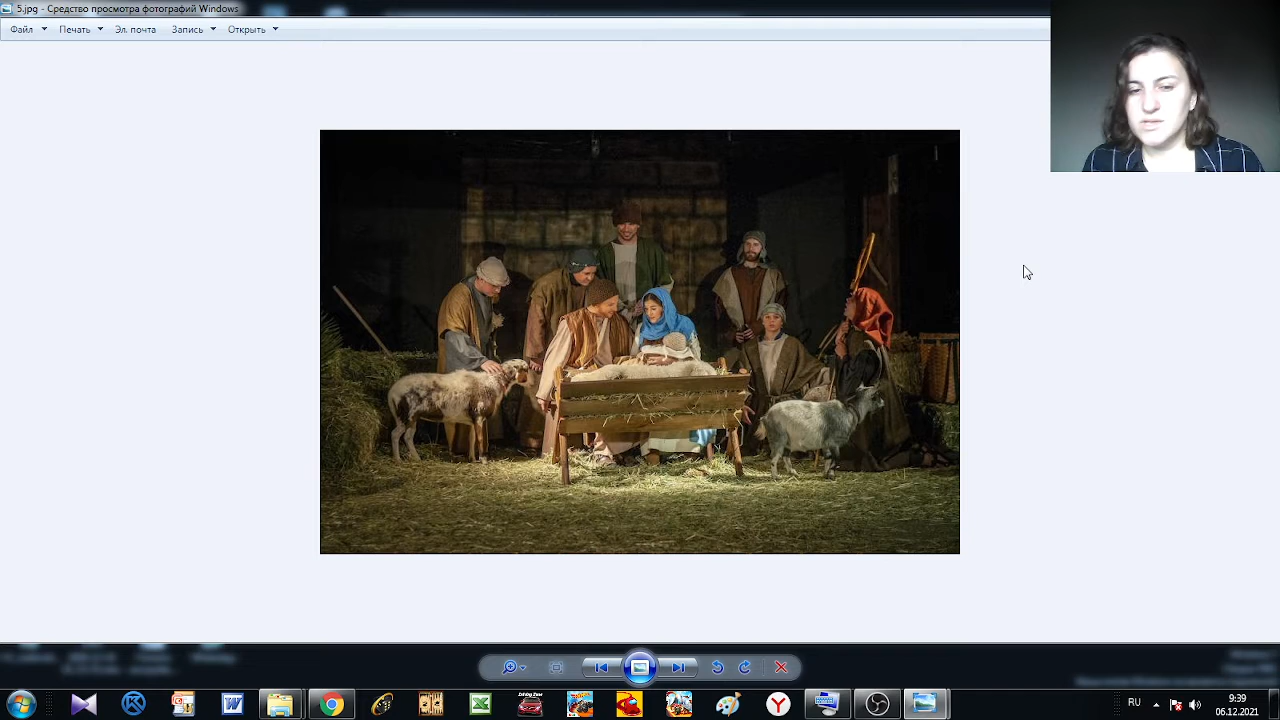 5.jpg - Средство просмотра фотографий Windows
Файл Печать Эл. почта Запись Открыть
RU
9:39
06.12.2021